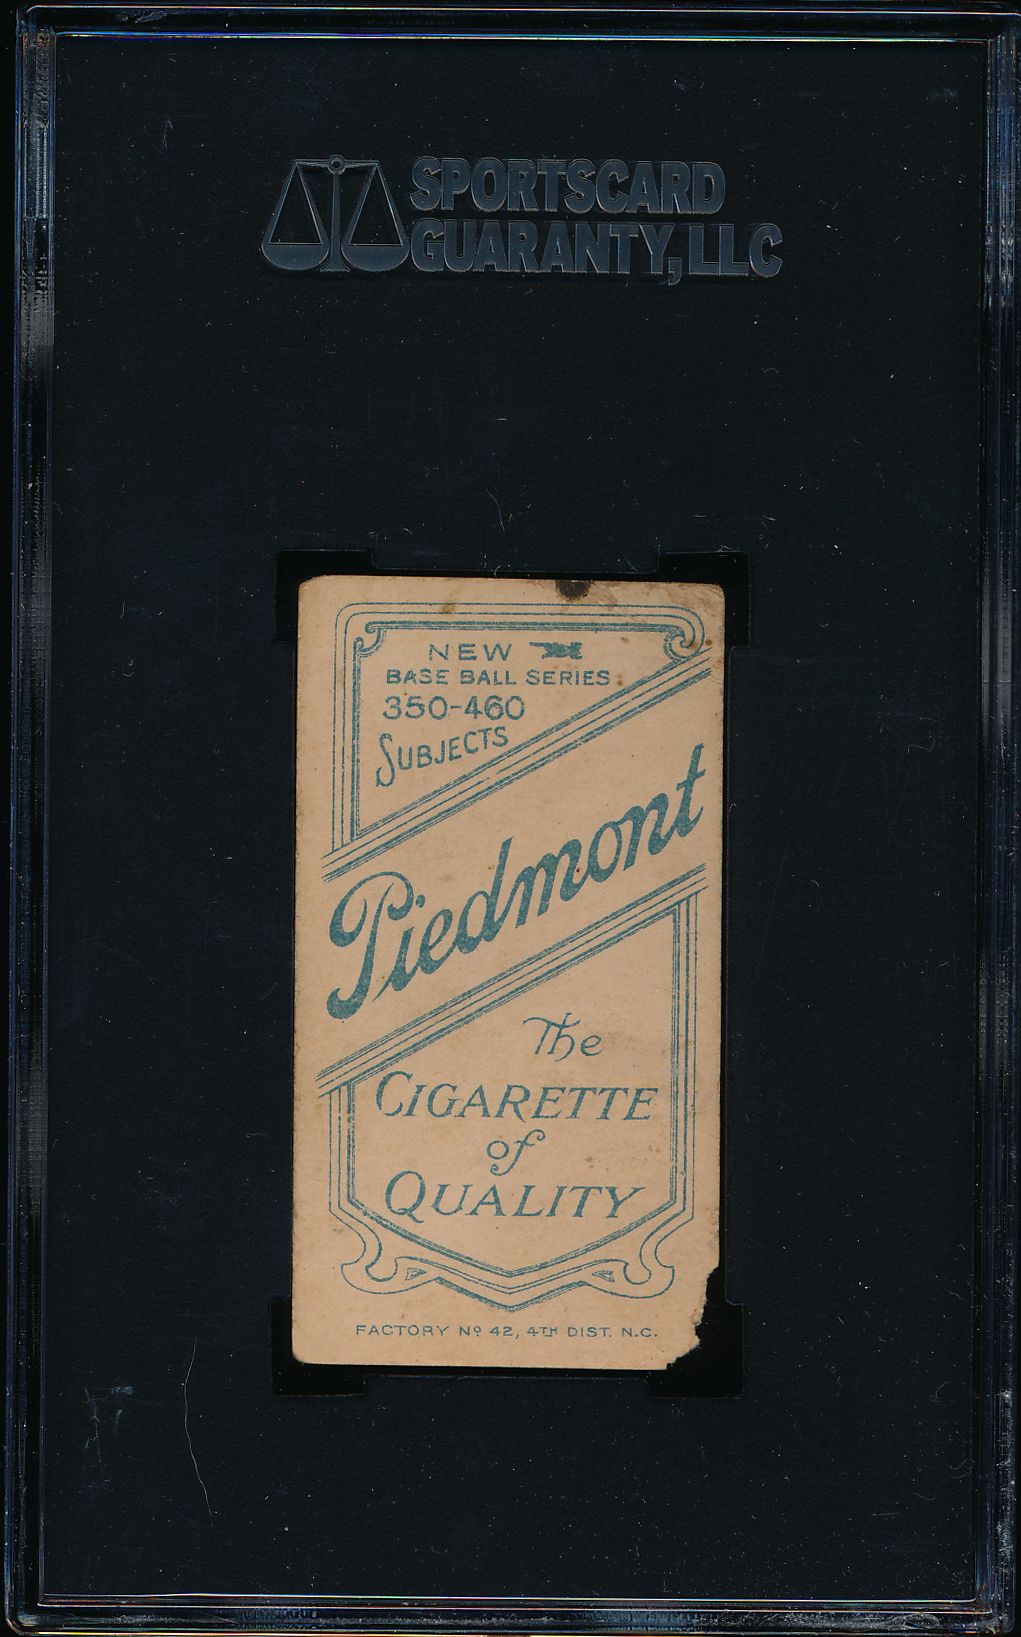 SPORTSCARD
GUARANTY, LLC
NEW
BASE BALL SERIES
350-460
SUBJECTS
Piedmont
The
CIGARETTE
of
QUALITY
FACTORY Nº 42, 4TH DIST. N.C.